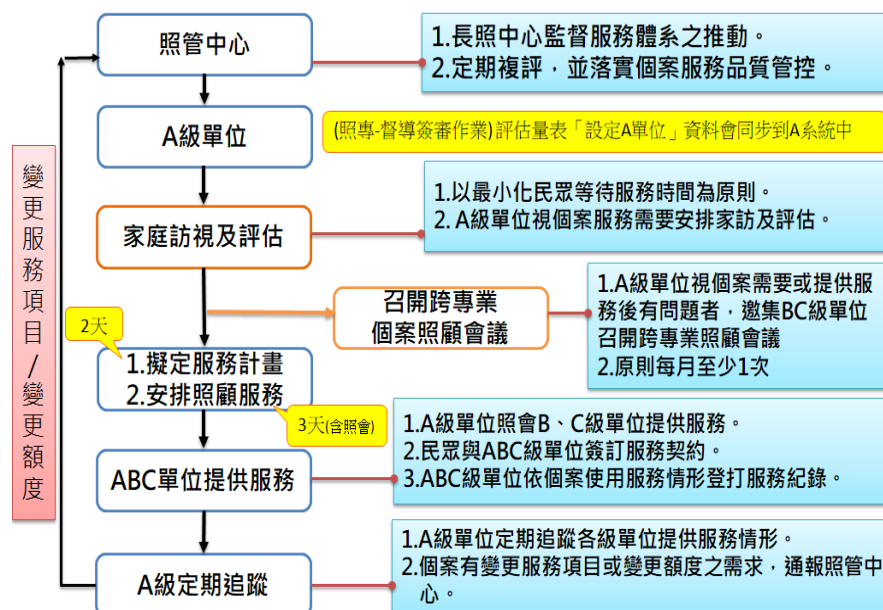 照管中心
1.長照中心監督服務體系之推動。
2.定期複評，並落實個案服務品質管控。
A級單位
(照專-督導簽審作業)評估量表「設定A單位」資料會同步到A系統中
變更服務項目/變更額度
家庭訪視及評估
1.以最小化民眾等待服務時間為原則。
2. A級單位視個案服務需要安排家訪及評估。
召開跨專業
個案照顧會議
1.A級單位視個案需要或提供服
務後有問題者，邀集BC級單位
召開跨專業照顧會議
2.原則每月至少1次
2天
1.擬定服務計畫
2.安排照顧服務
3天(含照會)
ABC單位提供服務
1.A級單位照會B、C級單位提供服務。
2.民眾與ABC級單位簽訂服務契約。
3.ABC級單位依個案使用服務情形登打服務紀錄。
A級定期追蹤
1.A級單位定期追蹤各級單位提供服務情形。
2.個案有變更服務項目或變更額度之需求，通報照管中
心。